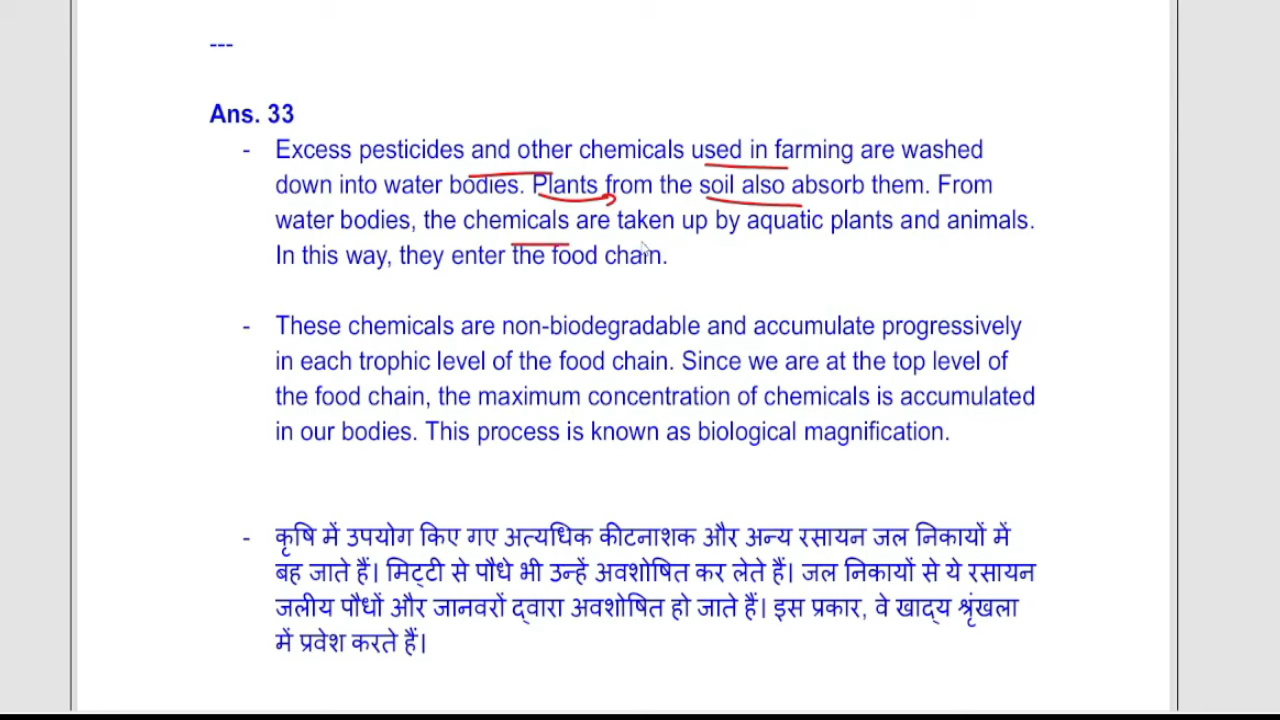 ---
Ans. 33
- Excess pesticides and other chemicals used in farming are washed
down into water bodies. Plants from the soil also absorb them. From
water bodies, the chemicals are taken up by aquatic plants and animals.
In this way, they enter the food chain.
- These chemicals are non-biodegradable and accumulate progressively
in each trophic level of the food chain. Since we are at the top level of
the food chain, the maximum concentration of chemicals is accumulated
in our bodies. This process is known as biological magnification.
- कृषि में उपयोग किए गए अत्यधिक कीटनाशक और अन्य रसायन जल निकायों में
बह जाते हैं। मिट्टी से पौधे भी उन्हें अवशोषित कर लेते हैं। जल निकायों से ये रसायन
जलीय पौधों और जानवरों द्वारा अवशोषित हो जाते हैं। इस प्रकार, वे खाद्य श्रृंखला
में प्रवेश करते हैं।